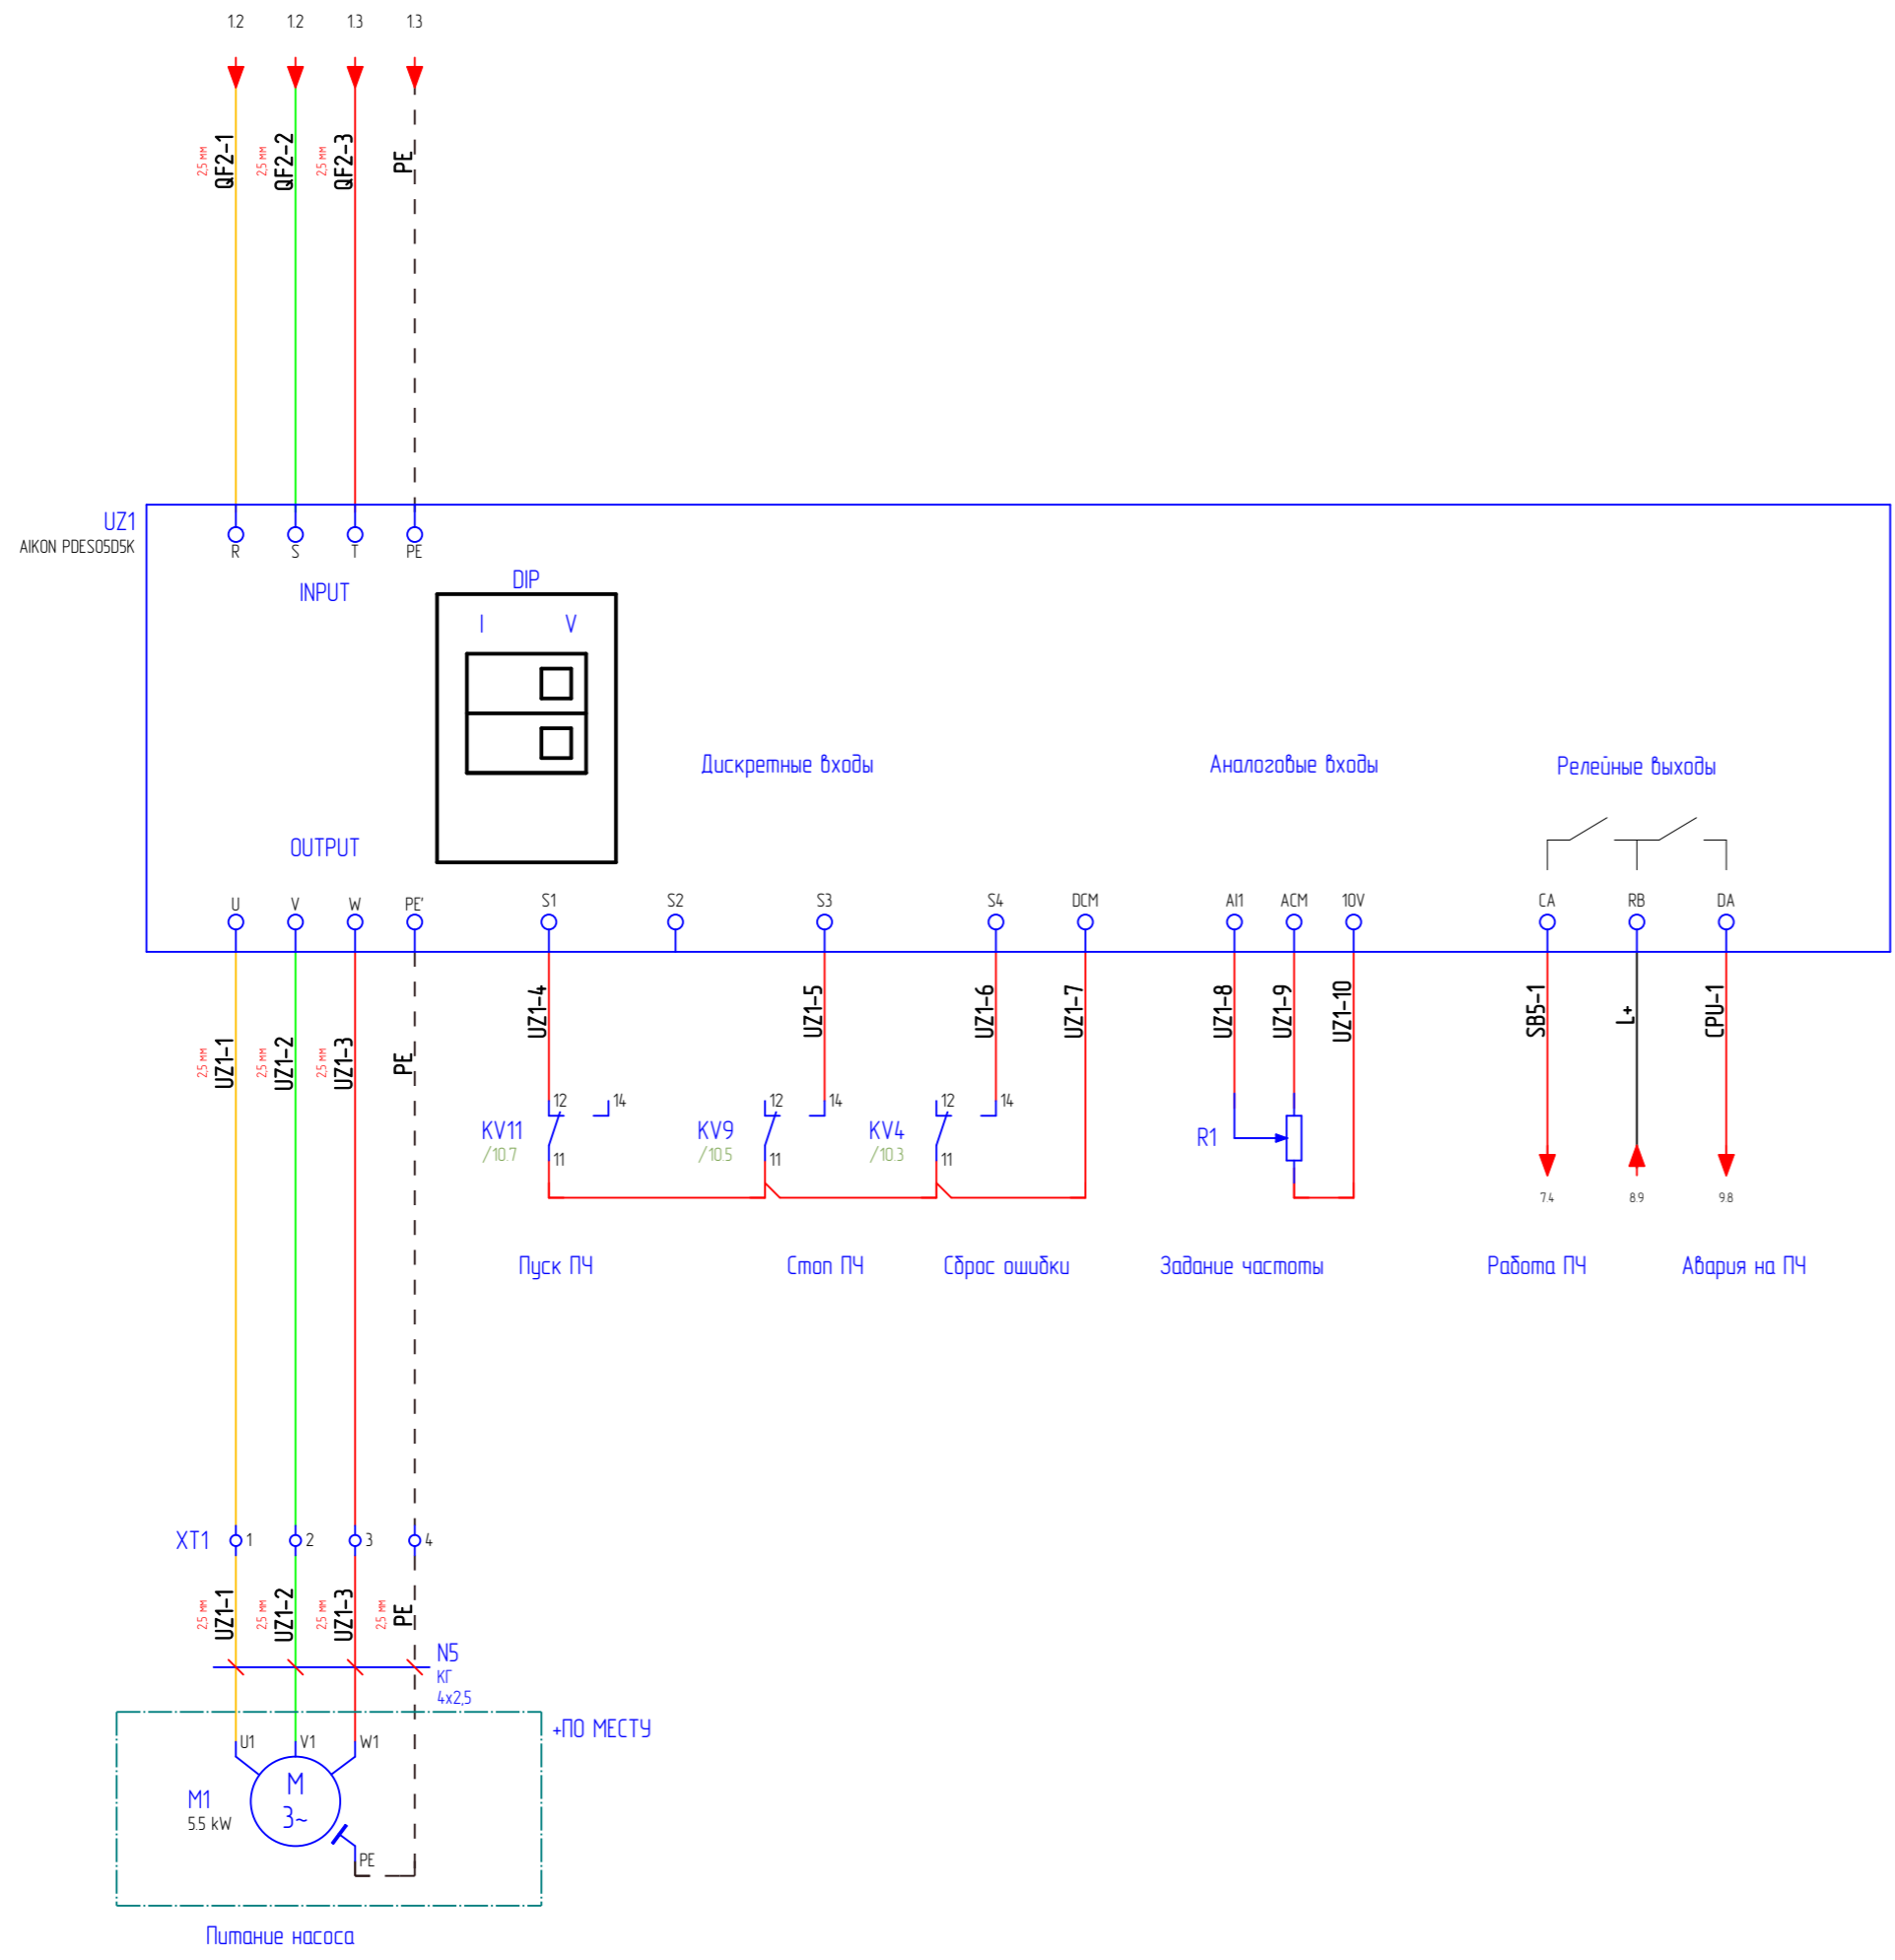 1.2 1.2 1.3 1.3
2,5 мм
QF2-1
2,5 мм
QF2-2
2,5 мм
QF2-3
PE
UZ1
AIKON PDES05D5K
R S T PE
INPUT
DIP
I V
Дискретные входы
Аналоговые входы
Релейные выходы
OUTPUT
U V W PE' S1 S2 S3 S4 DCM AI1 ACM 10V CA RB DA
2,5 мм
UZ1-1
2,5 мм
UZ1-2
2,5 мм
UZ1-3
PE
UZ1-4
UZ1-5
UZ1-6
UZ1-7
UZ1-8
UZ1-9
UZ1-10
SB5-1
L+
CPU-1
12 14
KV11
/10.7
11
12 14
KV9
/10.5
11
12 14
KV4
/10.3
11
R1
7.4 8.9 9.8
Пуск ПЧ
Стоп ПЧ
Сброс ошибки
Задание частоты
Работа ПЧ
Авария на ПЧ
XT1 1 2 3 4
2,5 мм
UZ1-1
2,5 мм
UZ1-2
2,5 мм
UZ1-3
2,5 мм
PE
N5
КГ
4x2,5
+ПО МЕСТУ
U1 V1 W1
M1
5.5 kW
M
3~
PE
Питание насоса